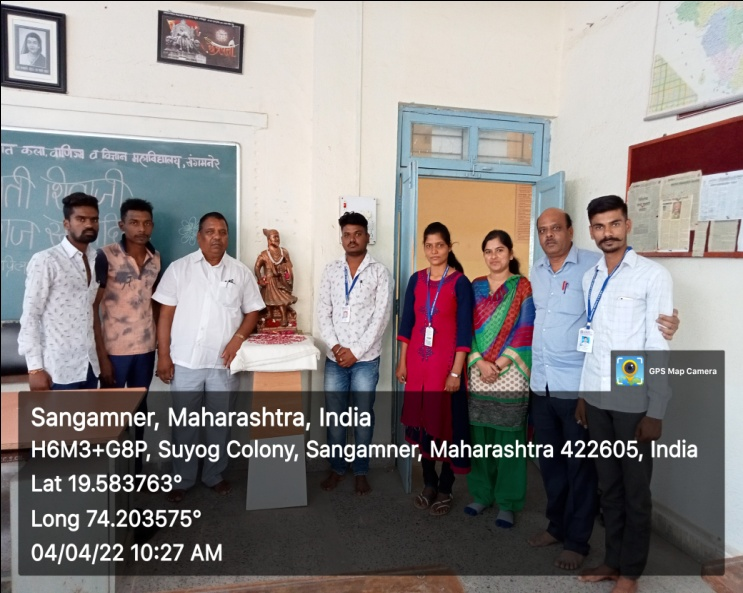 त कला, वाणिज्य व विज्ञान महाविद्यालय, संगमनेर
ती शिवाजी
राज
GPS Map Camera
Sangamner, Maharashtra, India
H6M3+G8P, Suyog Colony, Sangamner, Maharashtra 422605, India
Lat 19.583763°
Long 74.203575°
04/04/22 10:27 AM